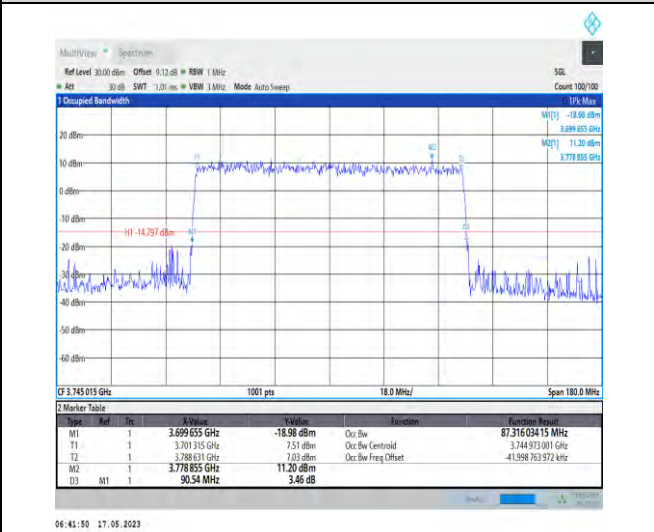 MultiView Spectrum
Ref Level 30.00 dBm Offset 9.12 dB RBW 1 MHz SGL
Att 30 dB SWT 1.01 ms VBW 3 MHz Mode Auto Sweep Count 100/100
1 Occupied Bandwidth 1Pk Max
M1[1] -18.98 dBm
3.699 655 GHz
M2[1] 11.20 dBm
3.778 855 GHz
20 dBm
M2
T1 T2
10 dBm
0 dBm
-10 dBm
H1 -14.797 dBm M1 D3
-20 dBm
-30 dBm
-40 dBm
-50 dBm
-60 dBm
CF 3.745 015 GHz 1001 pts 18.0 MHz/ Span 180.0 MHz
2 Marker Table
Type Ref Trc X-Value Y-Value Function Function Result
M1 1 3.699 655 GHz -18.98 dBm Occ Bw 87.316 034 15 MHz
T1 1 3.701 315 GHz 7.51 dBm Occ Bw Centroid 3.744 973 001 GHz
T2 1 3.788 631 GHz 7.03 dBm Occ Bw Freq Offset -41.998 763 972 kHz
M2 1 3.778 855 GHz 11.20 dBm
D3 M1 1 90.54 MHz 3.46 dB
06:41:50 17.05.2023